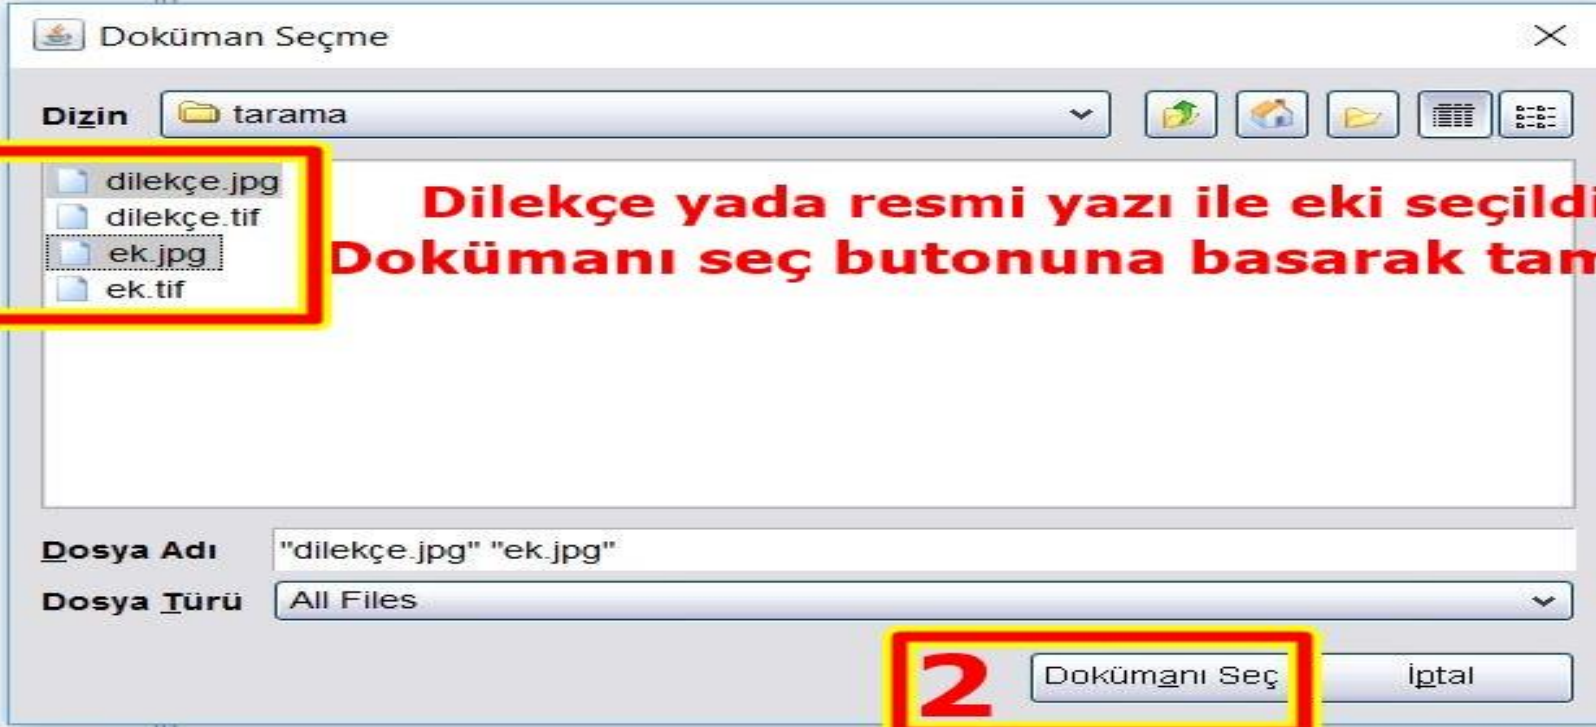 Doküman Seçme
Dizin tarama
dilekçe.jpg
dilekçe.tif
ek.jpg
ek.tif
Dilekçe yada resmi yazı ile eki seçildi
Dokümanı seç butonuna basarak tam
Dosya Adı "dilekçe.jpg" "ek.jpg"
Dosya Türü All Files
2 Dokümanı Seç İptal